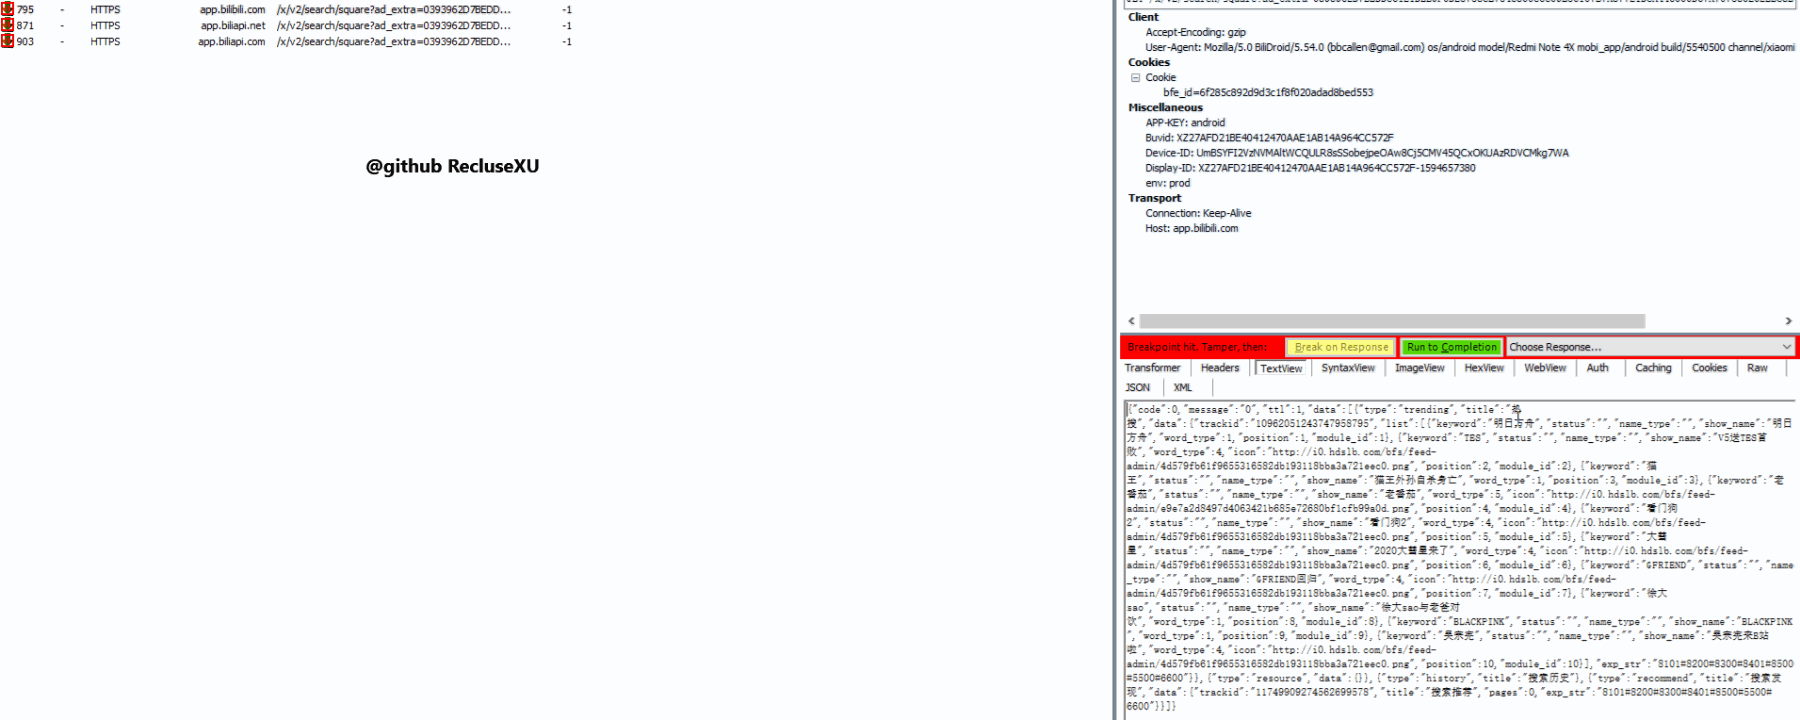 795 - HTTPS app.bilibili.com /x/v2/search/square?ad_extra=0393962D7BEDD... -1
871 - HTTPS app.biliapi.net /x/v2/search/square?ad_extra=0393962D7BEDD... -1
903 - HTTPS app.biliapi.com /x/v2/search/square?ad_extra=0393962D7BEDD... -1
@github RecluseXU
Client
Accept-Encoding: gzip
User-Agent: Mozilla/5.0 BiliDroid/5.54.0 (bbcallen@gmail.com) os/android model/Redmi Note 4X mobi_app/android build/5540500 channel/xiaomi
Cookies
Cookie
bfe_id=6f285c892d9d3c1f8f020adad8bed553
Miscellaneous
APP-KEY: android
Buvid: XZ27AFD21BE40412470AAE1AB14A964CC572F
Device-ID: UmBSYFI2VzNVMAltWCQULR8sSSobejpeOAw8Cj5CMV45QCxOKUAzRDVCMkg7WA
Display-ID: XZ27AFD21BE40412470AAE1AB14A964CC572F-1594657380
env: prod
Transport
Connection: Keep-Alive
Host: app.bilibili.com
Breakpoint hit. Tamper, then: Break on Response Run to Completion Choose Response...
Transformer Headers TextView SyntaxView ImageView HexView WebView Auth Caching Cookies Raw
JSON XML
{"code":0,"message":"0","ttl":1,"data":[{"type":"trending","title":"热
搜","data":{"trackid":"10962051243747958795","list":[{"keyword":"明日方舟","status":"","name_type":"","show_name":"明日
方舟","word_type":1,"position":1,"module_id":1},{"keyword":"TES","status":"","name_type":"","show_name":"V5送TES首
败","word_type":4,"icon":"http://i0.hdslb.com/bfs/feed-
admin/4d579fb61f9655316582db193118bba3a721eec0.png","position":2,"module_id":2},{"keyword":"猫
王","status":"","name_type":"","show_name":"猫王外孙自杀身亡","word_type":1,"position":3,"module_id":3},{"keyword":"老
番茄","status":"","name_type":"","show_name":"老番茄","word_type":5,"icon":"http://i0.hdslb.com/bfs/feed-
admin/e9e7a2d8497d4063421b685e72680bf1cfb99a0d.png","position":4,"module_id":4},{"keyword":"看门狗
2","status":"","name_type":"","show_name":"看门狗2","word_type":4,"icon":"http://i0.hdslb.com/bfs/feed-
admin/4d579fb61f9655316582db193118bba3a721eec0.png","position":5,"module_id":5},{"keyword":"大彗
星","status":"","name_type":"","show_name":"2020大彗星来了","word_type":4,"icon":"http://i0.hdslb.com/bfs/feed-
admin/4d579fb61f9655316582db193118bba3a721eec0.png","position":6,"module_id":6},{"keyword":"GFRIEND","status":"","name
_type":"","show_name":"GFRIEND回归","word_type":4,"icon":"http://i0.hdslb.com/bfs/feed-
admin/4d579fb61f9655316582db193118bba3a721eec0.png","position":7,"module_id":7},{"keyword":"徐大
sao","status":"","name_type":"","show_name":"徐大sao与老爸对
饮","word_type":1,"position":8,"module_id":8},{"keyword":"BLACKPINK","status":"","name_type":"","show_name":"BLACKPINK
","word_type":1,"position":9,"module_id":9},{"keyword":"吴亦凡","status":"","name_type":"","show_name":"吴亦凡来B站
啦","word_type":4,"icon":"http://i0.hdslb.com/bfs/feed-
admin/4d579fb61f9655316582db193118bba3a721eec0.png","position":10,"module_id":10}],"exp_str":"8101#8200#8300#8401#8500
#5500#6600"}},{"type":"resource","data":{}},{"type":"history","title":"搜索历史"},{"type":"recommend","title":"搜索发
现","data":{"trackid":"11749909274562699578","title":"搜索推荐","pages":0,"exp_str":"8101#8200#8300#8401#8500#5500#
6600"}}]}